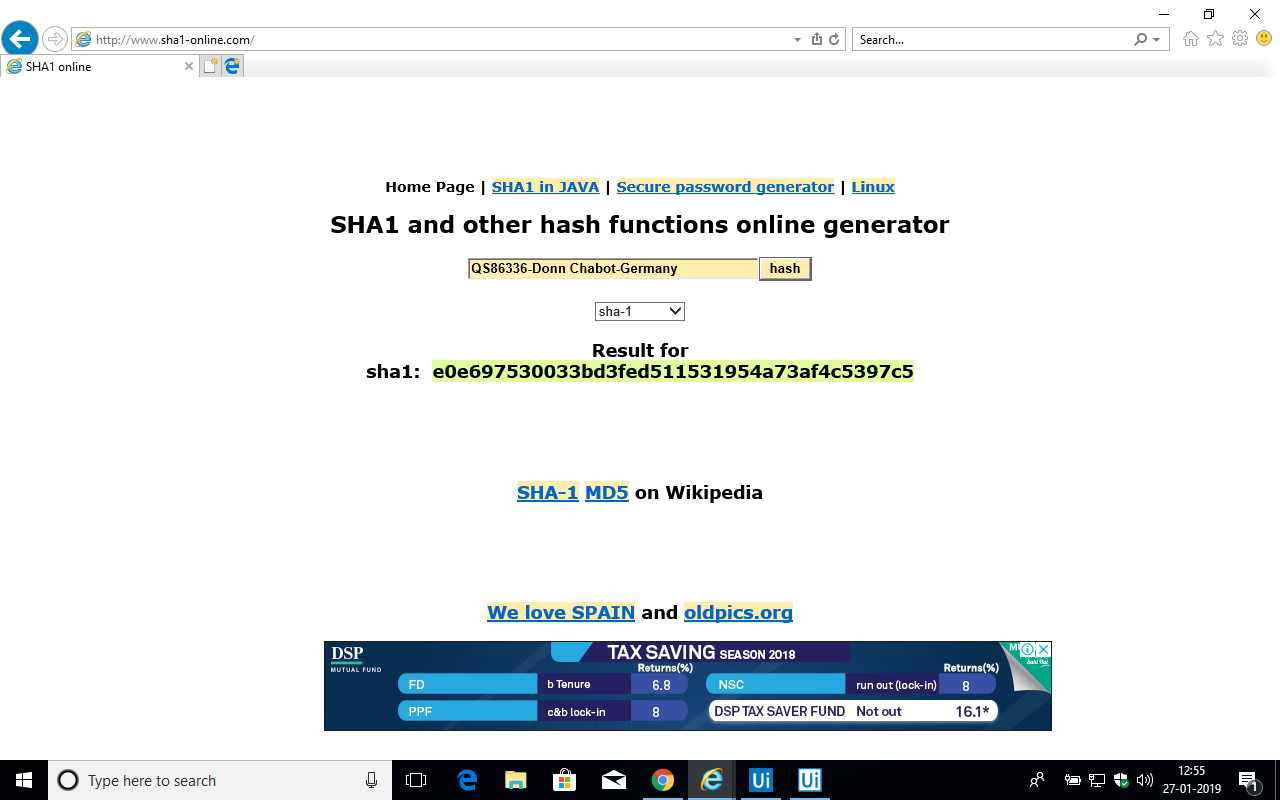 http://www.sha1-online.com/
Search...
SHA1 online
Home Page | SHA1 in JAVA | Secure password generator | Linux
SHA1 and other hash functions online generator
QS86336-Donn Chabot-Germany hash
sha-1
Result for
sha1: e0e697530033bd3fed511531954a73af4c5397c5
SHA-1 MD5 on Wikipedia
We love SPAIN and oldpics.org
DSP
MUTUAL FUND
TAX SAVING SEASON 2018
Returns(%) Returns(%)
FD b Tenure 6.8 NSC run out (lock-in) 8
PPF c&b lock-in 8 DSP TAX SAVER FUND Not out 16.1*
Type here to search
Ui Ui
12:55
27-01-2019
1